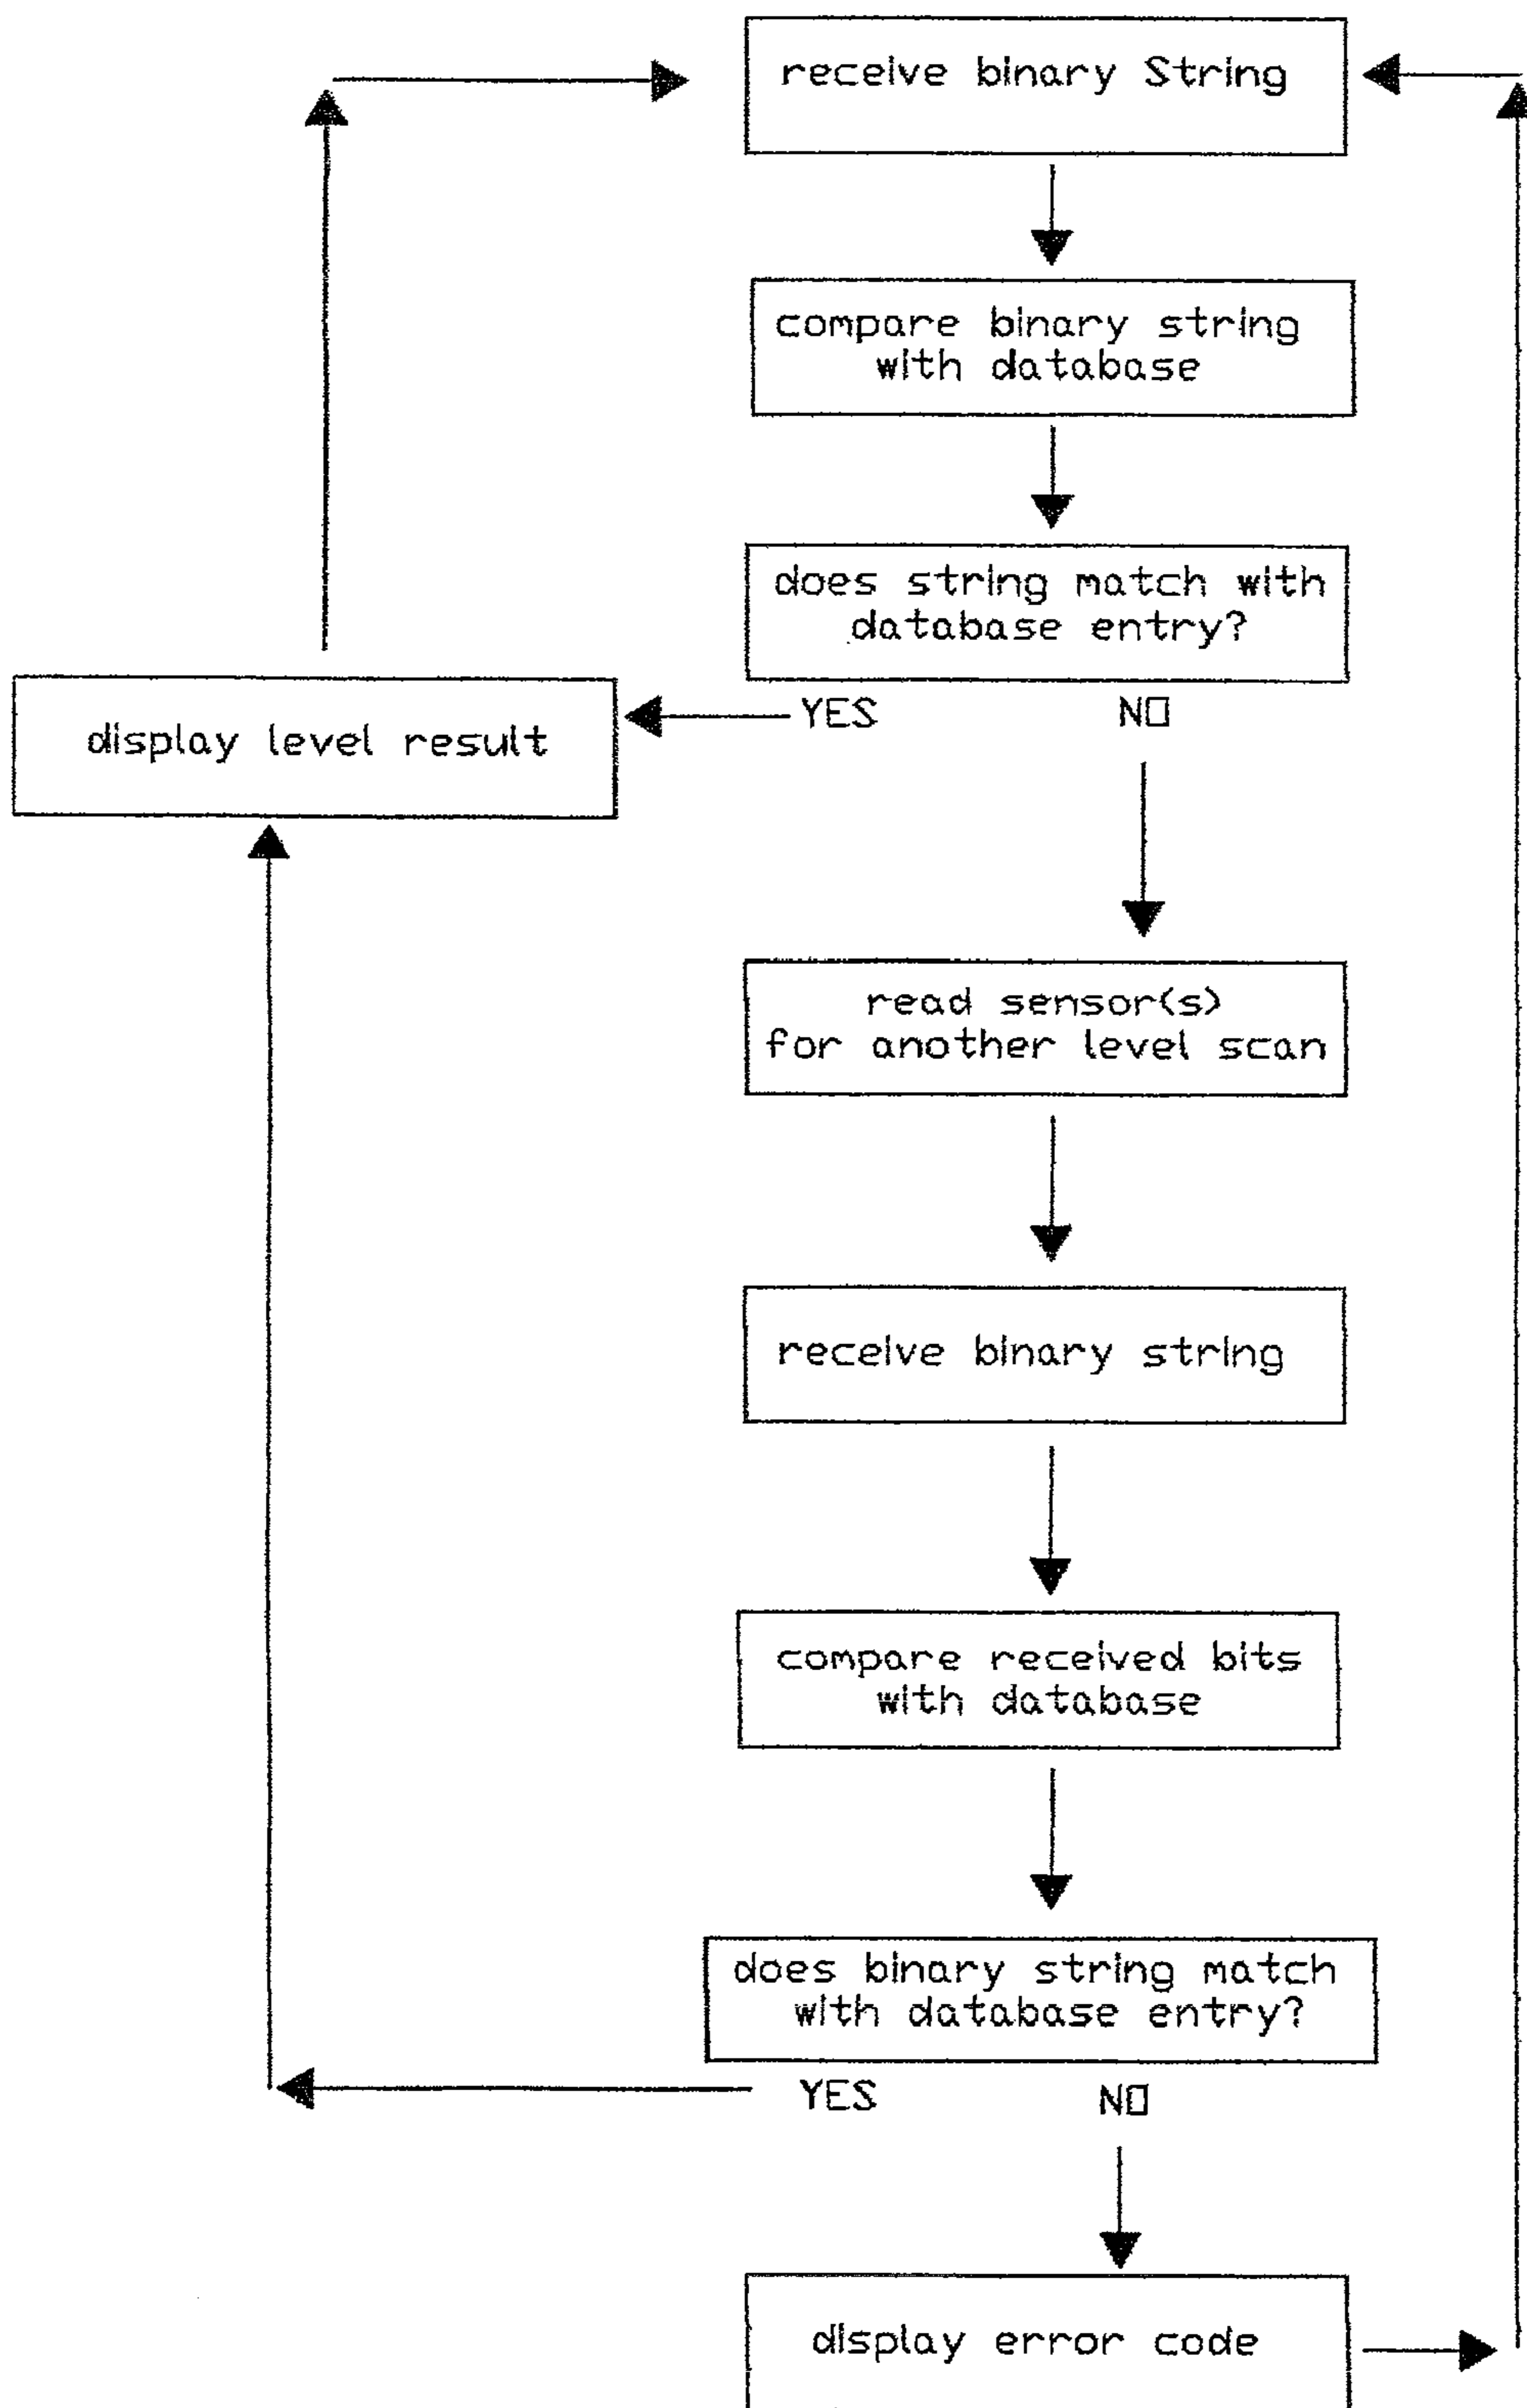 receive binary String
compare binary string
with database
does string match with
database entry?
YES
NO
display level result
read sensor(s)
for another level scan
receive binary string
compare received bits
with database
does binary string match
with database entry?
YES
NO
display error code